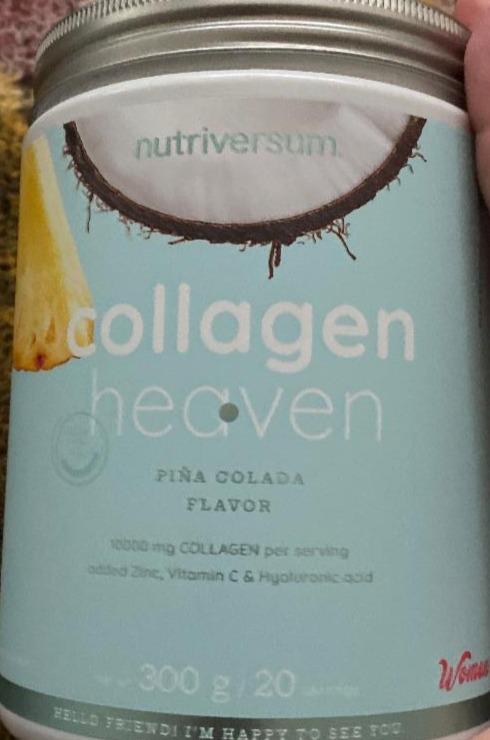 nutriversum
collagen
heaven
PIÑA COLADA
FLAVOR
10000 mg COLLAGEN per serving
added Zinc, Vitamin C & Hyaluronic acid
300 g / 20
HELLO FRIEND! I'M HAPPY TO SEE YOU